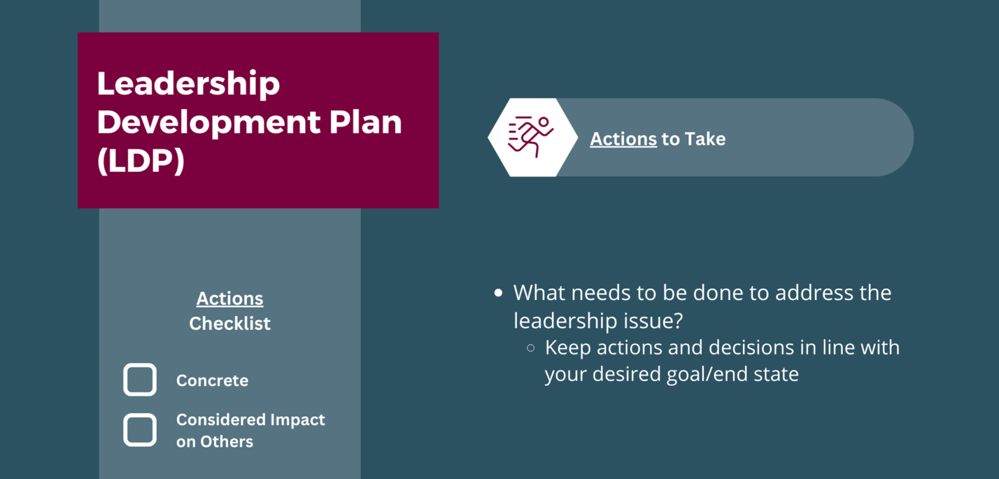 Leadership
Development Plan
(LDP)
Actions to Take
Actions
Checklist
Concrete
Considered Impact
on Others
What needs to be done to address the
leadership issue?
Keep actions and decisions in line with
your desired goal/end state